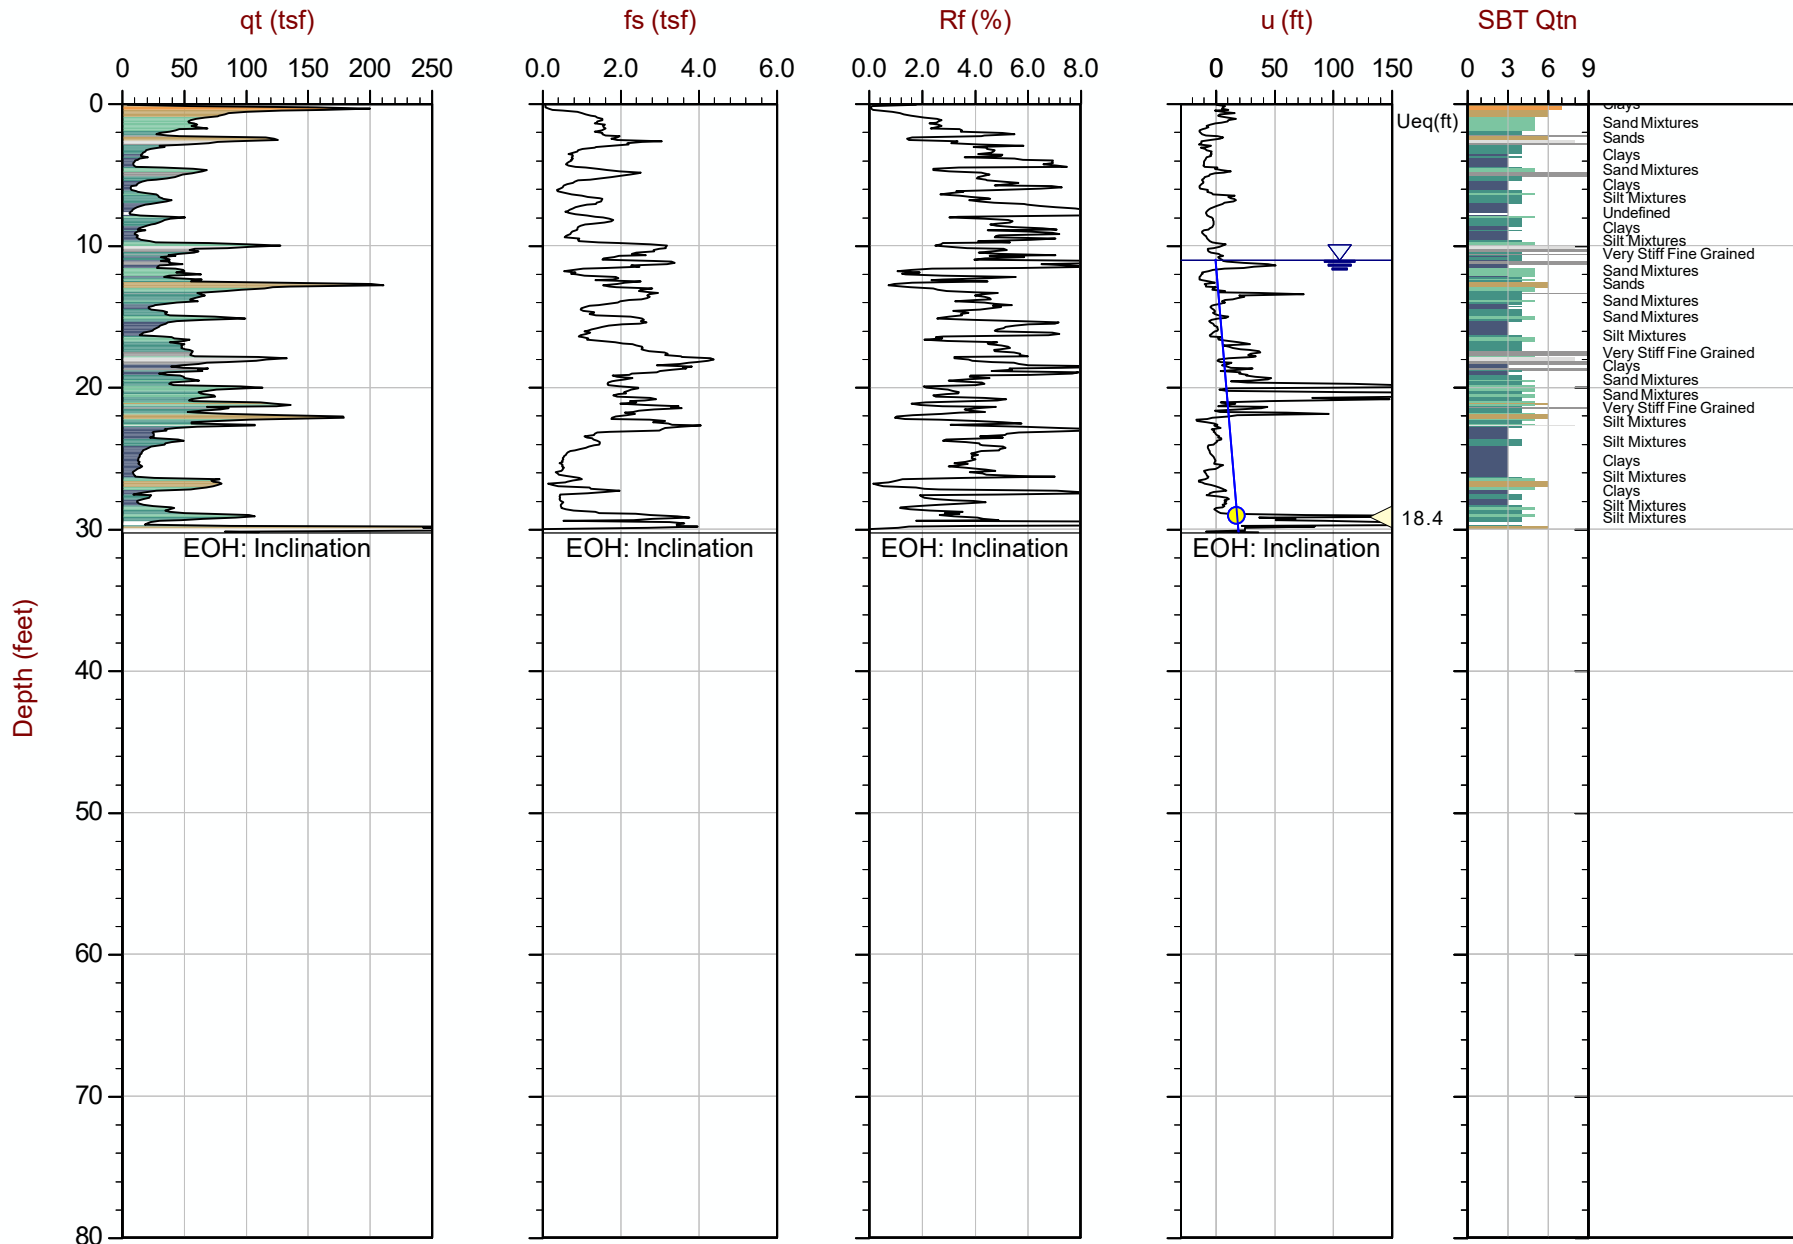 qt (tsf) fs (tsf) Rf (%) u (ft) SBT Qtn
0 50 100 150 200 250 0.0 2.0 4.0 6.0 0.0 2.0 4.0 6.0 8.0 0 50 100 150 0 3 6 9
0
Clays
Ueq(ft)
Sand Mixtures
Sands
Clays
Sand Mixtures
Clays
Silt Mixtures
Undefined
Clays
Silt Mixtures
10
Very Stiff Fine Grained
Sand Mixtures
Sands
Sand Mixtures
Sand Mixtures
Silt Mixtures
Very Stiff Fine Grained
Clays
Sand Mixtures
20
Sand Mixtures
Very Stiff Fine Grained
Silt Mixtures
Silt Mixtures
Clays
Silt Mixtures
Clays
Silt Mixtures
18.4
Silt Mixtures
30
EOH: Inclination EOH: Inclination EOH: Inclination EOH: Inclination
Depth (feet)
40
50
60
70
80